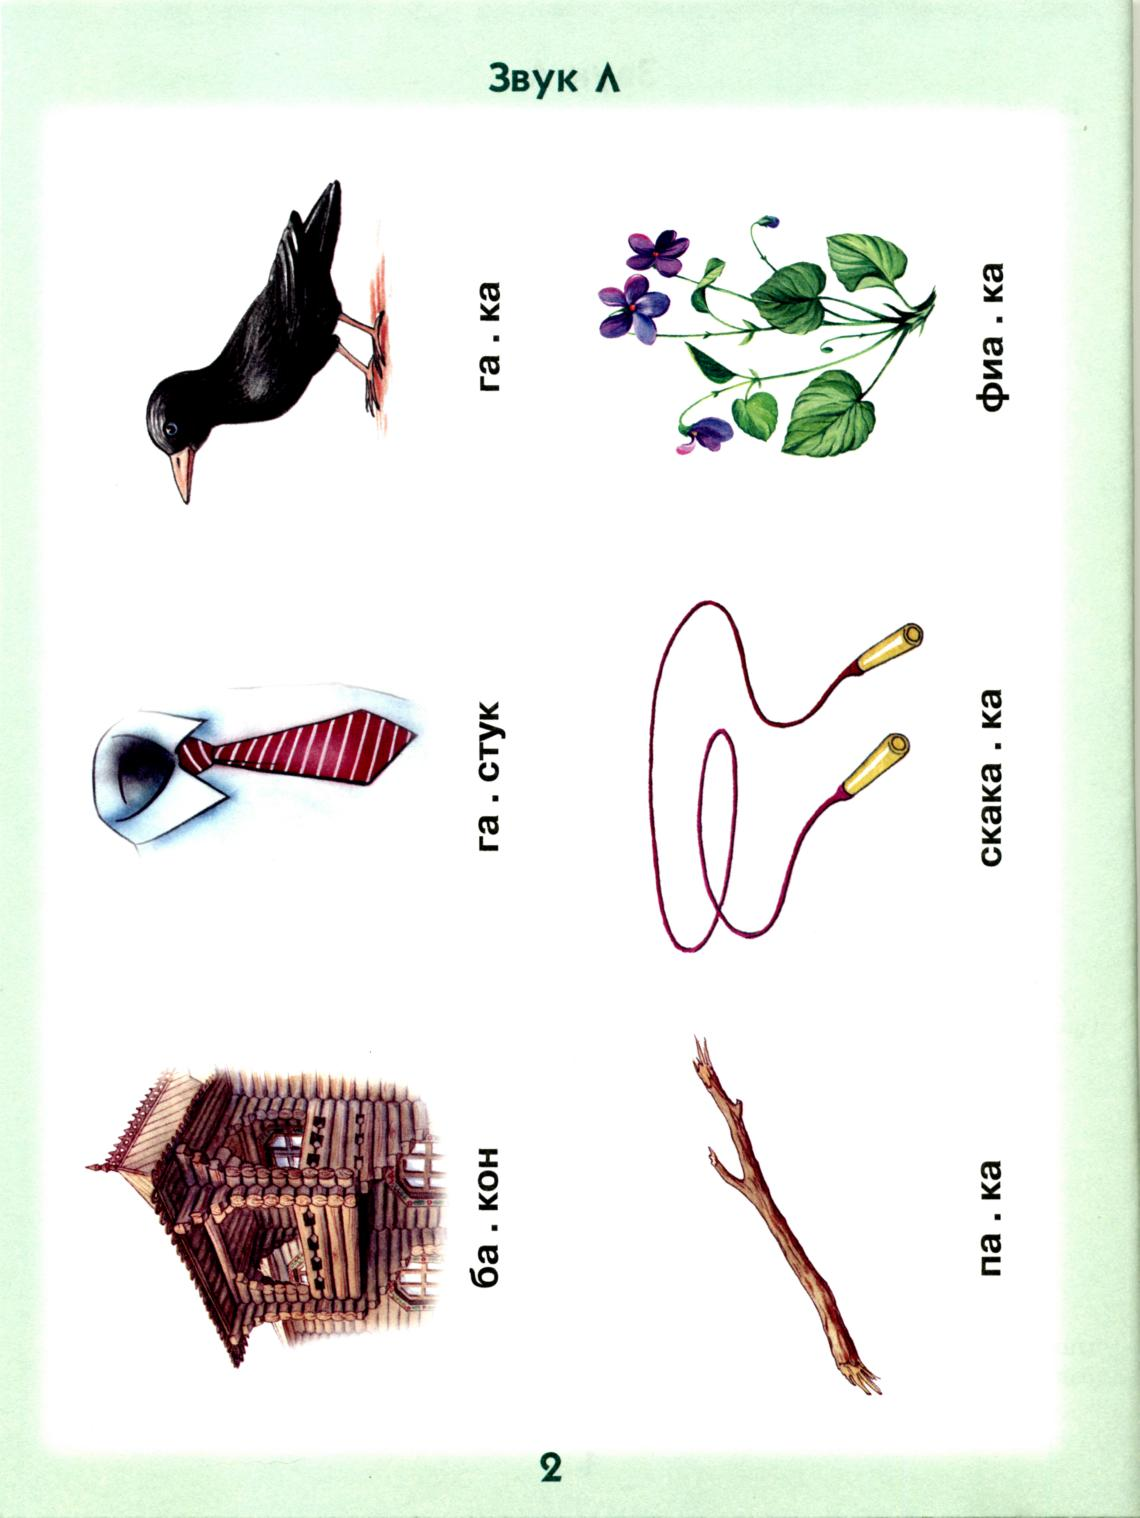 Звук Л
ба . кон
га . стук
га . ка
па . ка
скака . ка
фиа . ка
2